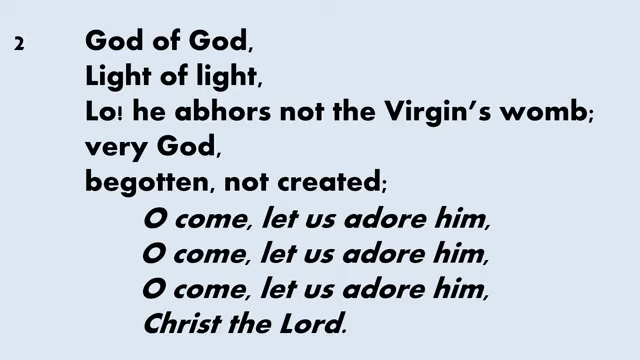 2 God of God,
Light of light,
Lo! he abhors not the Virgin's womb;
very God,
begotten, not created;
O come, let us adore him,
O come, let us adore him,
O come, let us adore him,
Christ the Lord.